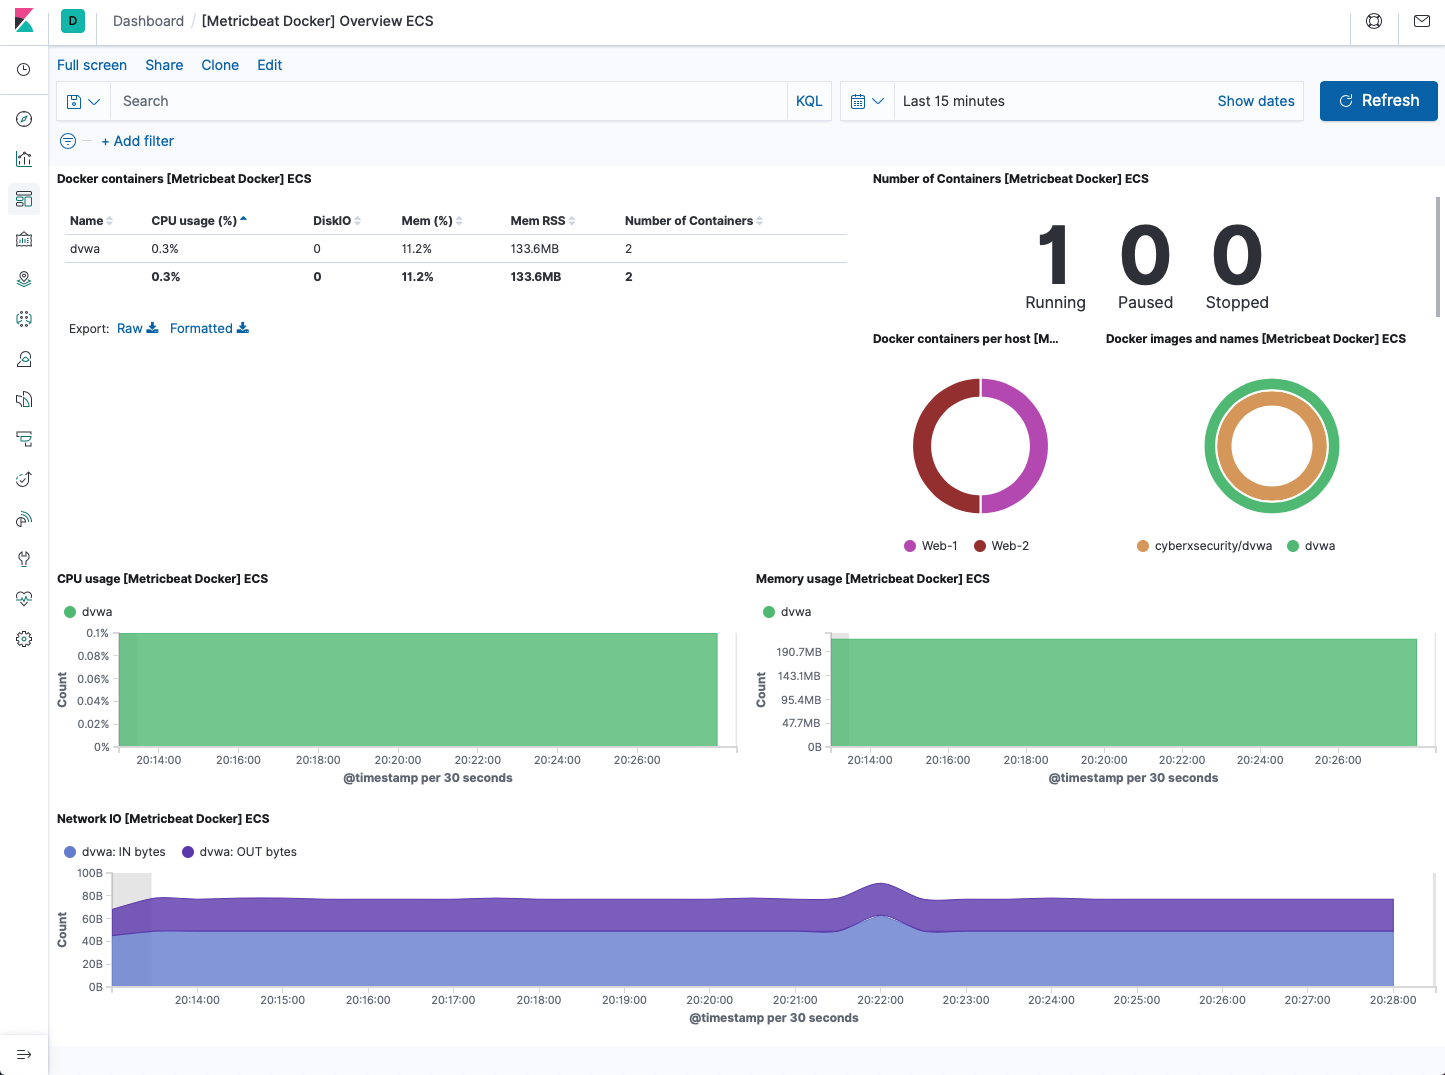 D Dashboard / [Metricbeat Docker] Overview ECS
Full screen Share Clone Edit
Search KQL Last 15 minutes Show dates Refresh
+ Add filter
Docker containers [Metricbeat Docker] ECS
Name CPU usage (%) DiskIO Mem (%) Mem RSS Number of Containers
dvwa 0.3% 0 11.2% 133.6MB 2
0.3% 0 11.2% 133.6MB 2
Export: Raw Formatted
Number of Containers [Metricbeat Docker] ECS
1 0 0
Running Paused Stopped
Docker containers per host [M...
Web-1 Web-2
Docker images and names [Metricbeat Docker] ECS
cyberxsecurity/dvwa dvwa
CPU usage [Metricbeat Docker] ECS
dvwa
0.1%
0.08%
0.06%
0.04%
0.02%
0%
Count
20:14:00 20:16:00 20:18:00 20:20:00 20:22:00 20:24:00 20:26:00
@timestamp per 30 seconds
Memory usage [Metricbeat Docker] ECS
dvwa
190.7MB
143.1MB
95.4MB
47.7MB
0B
Count
20:14:00 20:16:00 20:18:00 20:20:00 20:22:00 20:24:00 20:26:00
@timestamp per 30 seconds
Network IO [Metricbeat Docker] ECS
dvwa: IN bytes dvwa: OUT bytes
100B
80B
60B
40B
20B
0B
Count
20:14:00 20:15:00 20:16:00 20:17:00 20:18:00 20:19:00 20:20:00 20:21:00 20:22:00 20:23:00 20:24:00 20:25:00 20:26:00 20:27:00 20:28:00
@timestamp per 30 seconds